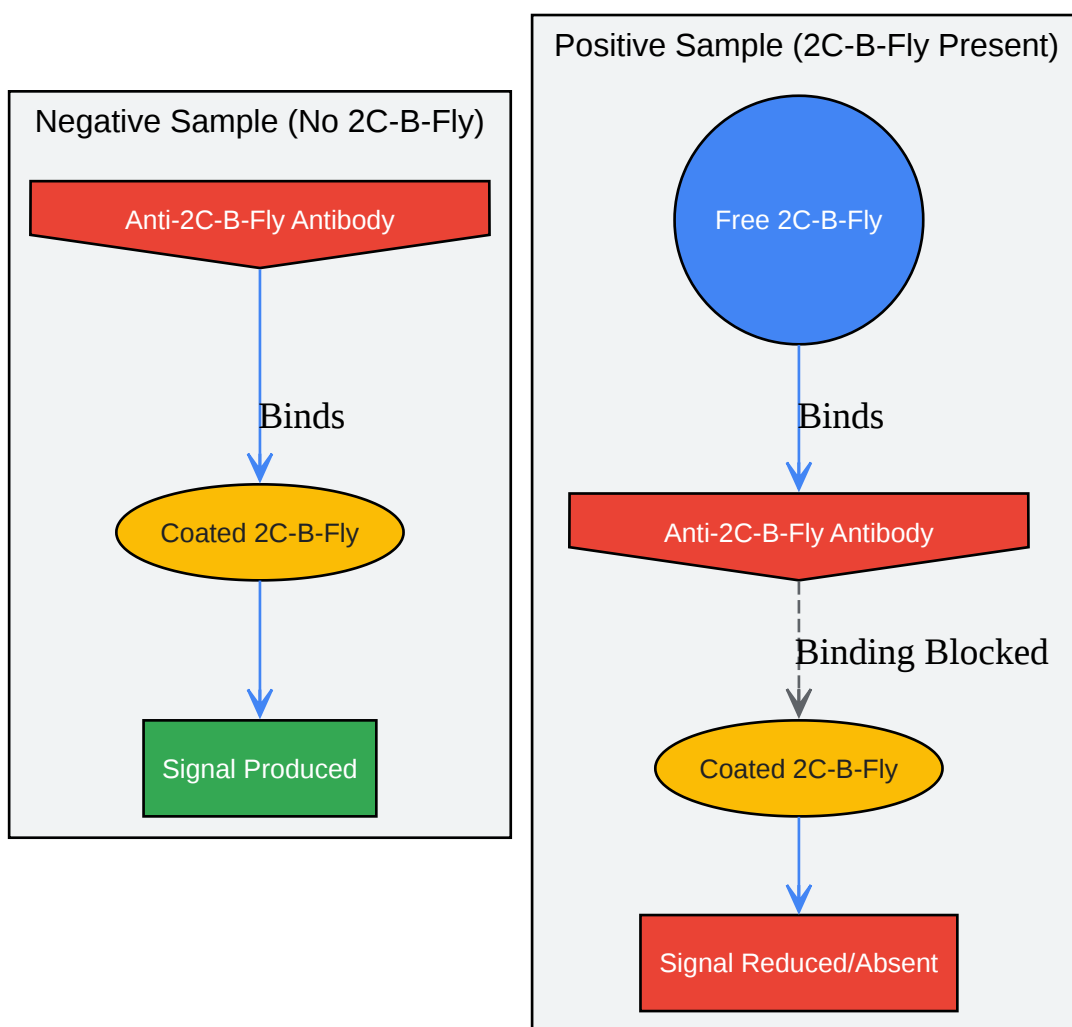 Negative Sample (No 2C-B-Fly)
Anti-2C-B-Fly Antibody
Binds
Coated 2C-B-Fly
Signal Produced
Positive Sample (2C-B-Fly Present)
Free 2C-B-Fly
Binds
Anti-2C-B-Fly Antibody
Binding Blocked
Coated 2C-B-Fly
Signal Reduced/Absent